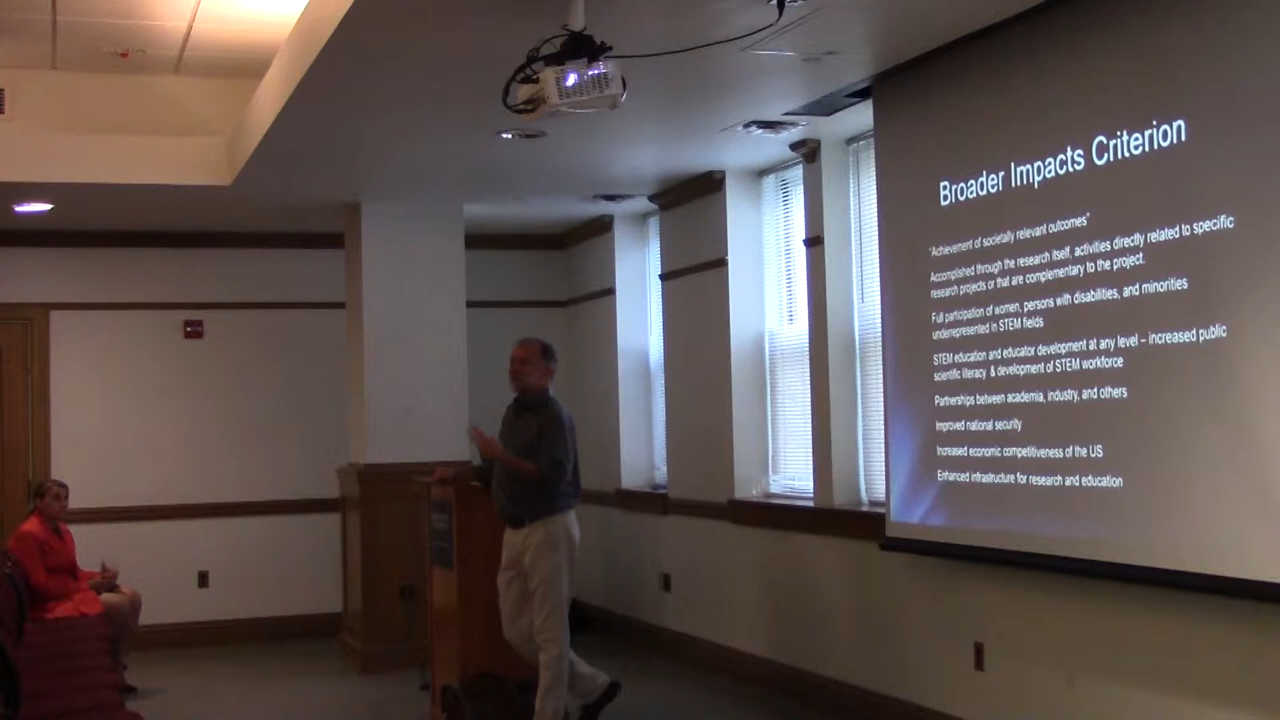 Broader Impacts Criterion
"Achievement of societally relevant outcomes"
Accomplished through the research itself, activities directly related to specific
research projects or that are complementary to the project.
Full participation of women, persons with disabilities, and minorities
underrepresented in STEM fields
STEM education and educator development at any level – increased public
scientific literacy & development of STEM workforce
Partnerships between academia, industry, and others
Improved national security
Increased economic competitiveness of the US
Enhanced infrastructure for research and education